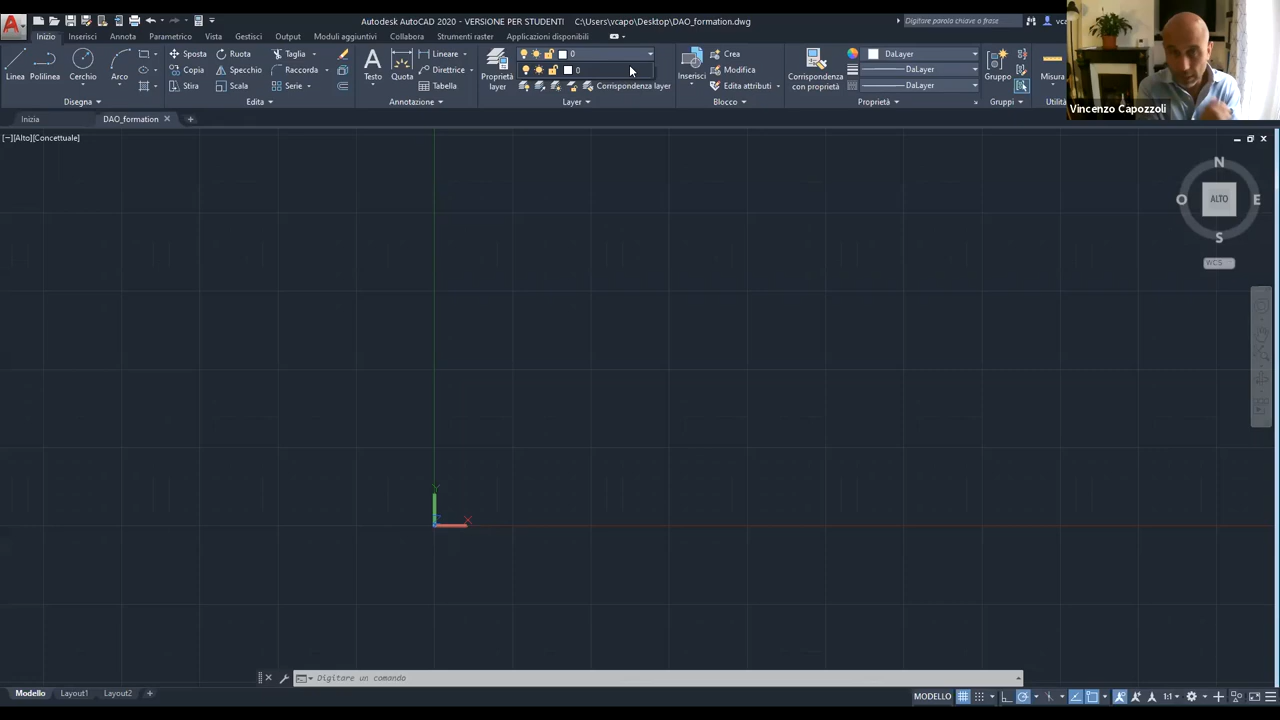 Autodesk AutoCAD 2020 - VERSIONE PER STUDENTI C:\Users\vcapo\Desktop\DAO_formation.dwg
Digitare parola chiave o frase
Inizio Inserisci Annota Parametrico Vista Gestisci Output Moduli aggiuntivi Collabora Strumenti raster Applicazioni disponibili
Linea Polilinea Cerchio Arco
Sposta Ruota Taglia
Copia Specchio Raccorda
Stira Scala Serie
Testo Quota
Lineare
Direttrice
Tabella
Proprietà
layer
0
0
Corrispondenza layer
Inserisci
Crea
Modifica
Edita attributi
Corrispondenza
con proprietà
DaLayer
DaLayer
DaLayer
Gruppo
Misura
Disegna Edita Annotazione Layer Blocco Proprietà Gruppi
Vincenzo Capozzoli
Inizia DAO_formation
[−][Alto][Concettuale]
N
O ALTO E
S
WCS
Y
X
Digitare un comando
Modello Layout1 Layout2
MODELLO
1:1